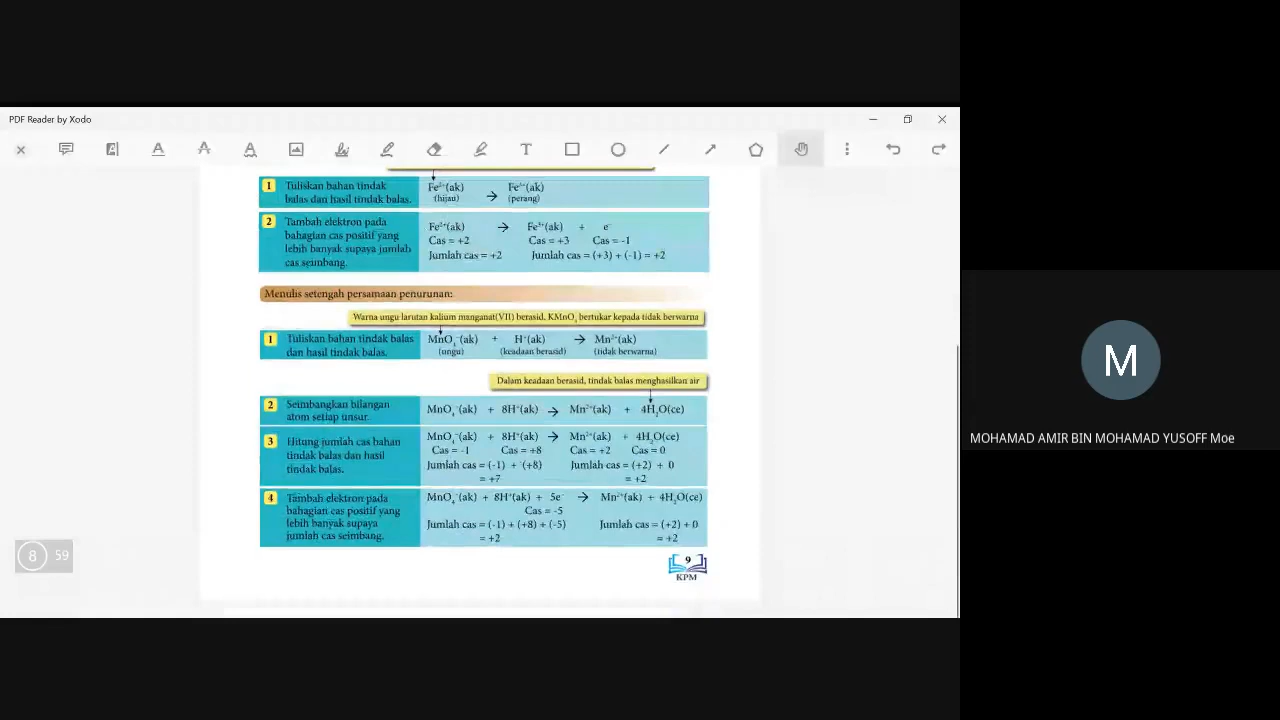 PDF Reader by Xodo
1 Tuliskan bahan tindak balas dan hasil tindak balas.
Fe²⁺(ak) → Fe³⁺(ak)
(hijau) (perang)
2 Tambah elektron pada
bahagian cas positif yang
lebih banyak supaya jumlah
cas seimbang.
Fe²⁺(ak) → Fe³⁺(ak) + e⁻
Cas = +2 Cas = +3 Cas = -1
Jumlah cas = +2 Jumlah cas = (+3) + (-1) = +2
Menulis setengah persamaan penurunan:
Warna ungu larutan kalium manganat(VII) berasid, KMnO₄ bertukar kepada tidak berwarna
1 Tuliskan bahan tindak balas
dan hasil tindak balas.
MnO₄⁻(ak) + H⁺(ak) → Mn²⁺(ak)
(ungu) (keadaan berasid) (tidak berwarna)
Dalam keadaan berasid, tindak balas menghasilkan air
2 Seimbangkan bilangan
atom setiap unsur.
MnO₄⁻(ak) + 8H⁺(ak) → Mn²⁺(ak) + 4H₂O(ce)
3 Hitung jumlah cas bahan
tindak balas dan hasil
tindak balas.
MnO₄⁻(ak) + 8H⁺(ak) → Mn²⁺(ak) + 4H₂O(ce)
Cas = -1 Cas = +8 Cas = +2 Cas = 0
Jumlah cas = (-1) + (+8) Jumlah cas = (+2) + 0
= +7 = +2
4 Tambah elektron pada
bahagian cas positif yang
lebih banyak supaya
jumlah cas seimbang.
MnO₄⁻(ak) + 8H⁺(ak) + 5e⁻ → Mn²⁺(ak) + 4H₂O(ce)
Cas = -5
Jumlah cas = (-1) + (+8) + (-5) Jumlah cas = (+2) + 0
= +2 = +2
9
KPM
8 59
M
MOHAMAD AMIR BIN MOHAMAD YUSOFF Moe